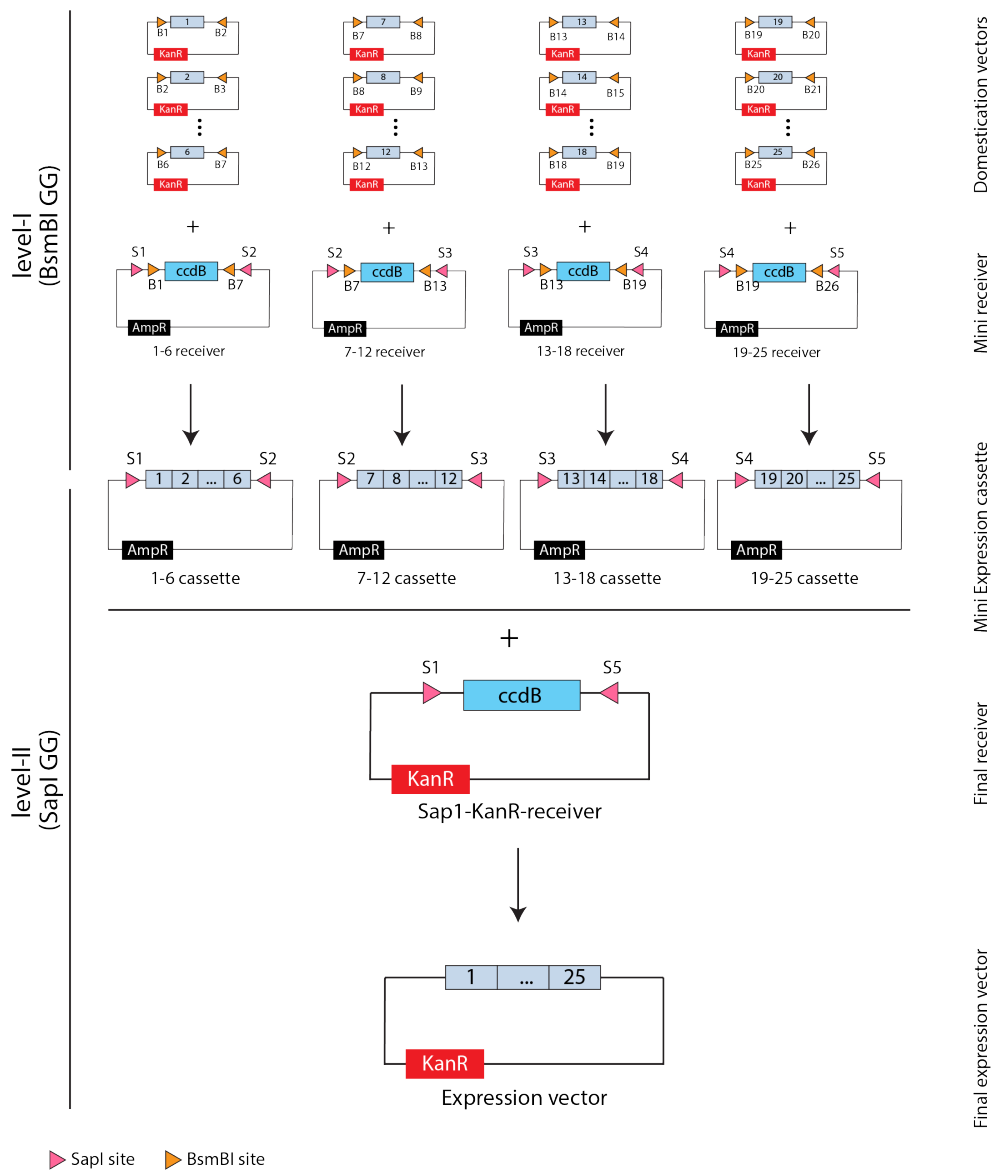 1
7
13
19
B1 B2
B7 B8
B13 B14
B19 B20
KanR
KanR
KanR
KanR
2
8
14
20
B2 B3
B8 B9
B14 B15
B20 B21
KanR
KanR
KanR
KanR
6
12
18
25
B6 B7
B12 B13
B18 B19
B25 B26
KanR
KanR
KanR
KanR
Domestication vectors
level-I
(BsmBI GG)
+
+
+
+
S1 S2
S2 S3
S3 S4
S4 S5
ccdB
ccdB
ccdB
ccdB
B1 B7
B7 B13
B13 B19
B19 B26
AmpR
AmpR
AmpR
AmpR
1-6 receiver
7-12 receiver
13-18 receiver
19-25 receiver
Mini receiver
S1 S2
S2 S3
S3 S4
S4 S5
1 2 ... 6
7 8 ... 12
13 14 ... 18
19 20 ... 25
AmpR
AmpR
AmpR
AmpR
1-6 cassette
7-12 cassette
13-18 cassette
19-25 cassette
Mini Expression cassette
level-II
(SapI GG)
+
S1 S5
ccdB
KanR
Sap1-KanR-receiver
Final receiver
1 ... 25
KanR
Expression vector
Final expression vector
SapI site
BsmBI site